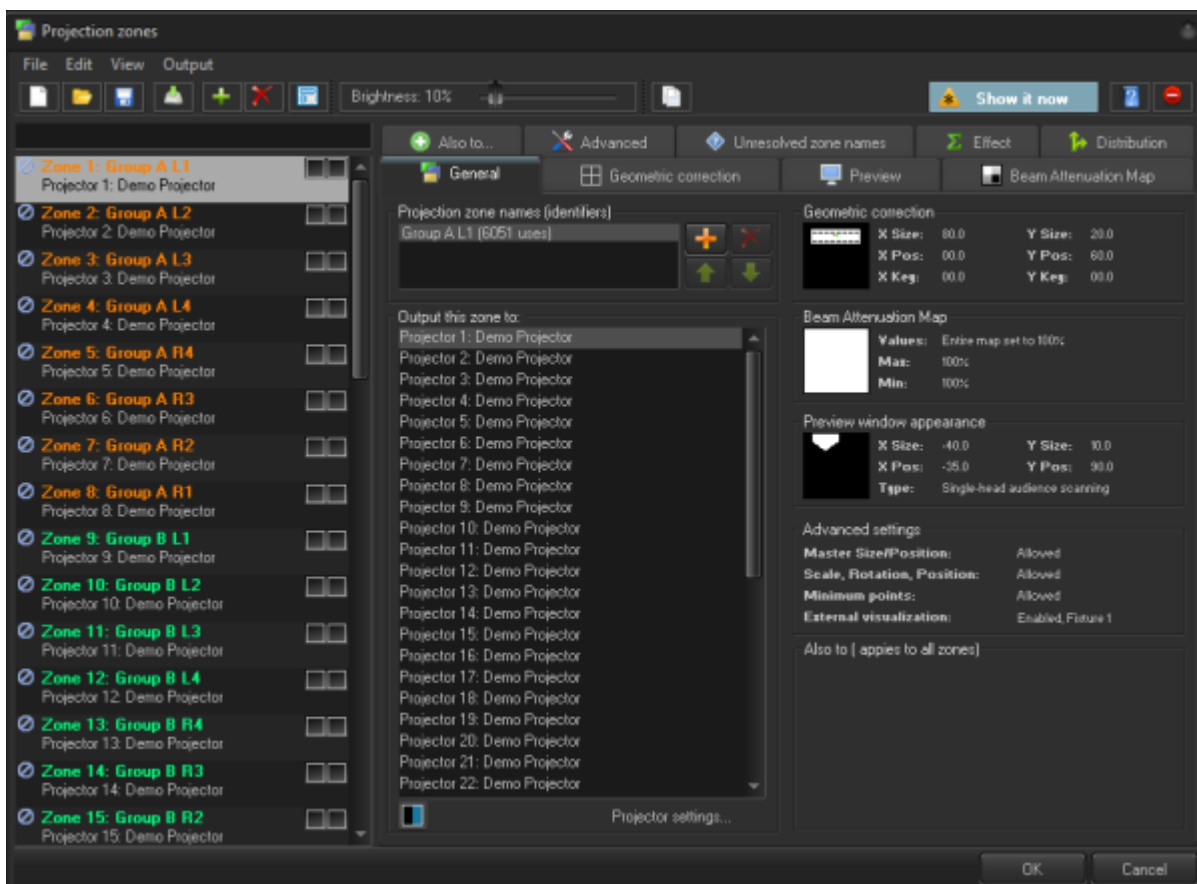 Projection zones
File Edit View Output
Brightness: 10%
Show it now
Also to...
Advanced
Unresolved zone names
Effect
Distribution
General
Geometric correction
Preview
Beam Attenuation Map
Zone 1: Group A L1
Projector 1: Demo Projector
Zone 2: Group A L2
Projector 2: Demo Projector
Zone 3: Group A L3
Projector 3: Demo Projector
Zone 4: Group A L4
Projector 4: Demo Projector
Zone 5: Group A R4
Projector 5: Demo Projector
Zone 6: Group A R3
Projector 6: Demo Projector
Zone 7: Group A R2
Projector 7: Demo Projector
Zone 8: Group A R1
Projector 8: Demo Projector
Zone 9: Group B L1
Projector 9: Demo Projector
Zone 10: Group B L2
Projector 10: Demo Projector
Zone 11: Group B L3
Projector 11: Demo Projector
Zone 12: Group B L4
Projector 12: Demo Projector
Zone 13: Group B R4
Projector 13: Demo Projector
Zone 14: Group B R3
Projector 14: Demo Projector
Zone 15: Group B R2
Projector 15: Demo Projector
Projection zone names (identifiers)
Group A L1 (6051 uses)
Output this zone to:
Projector 1: Demo Projector
Projector 2: Demo Projector
Projector 3: Demo Projector
Projector 4: Demo Projector
Projector 5: Demo Projector
Projector 6: Demo Projector
Projector 7: Demo Projector
Projector 8: Demo Projector
Projector 9: Demo Projector
Projector 10: Demo Projector
Projector 11: Demo Projector
Projector 12: Demo Projector
Projector 13: Demo Projector
Projector 14: Demo Projector
Projector 15: Demo Projector
Projector 16: Demo Projector
Projector 17: Demo Projector
Projector 18: Demo Projector
Projector 19: Demo Projector
Projector 20: Demo Projector
Projector 21: Demo Projector
Projector 22: Demo Projector
Projector settings...
Geometric correction
X Size: 80.0 Y Size: 20.0
X Pos: 00.0 Y Pos: 60.0
X Key: 00.0 Y Key: 00.0
Beam Attenuation Map
Values: Entire map set to 100%
Max: 100%
Min: 100%
Preview window appearance
X Size: -40.0 Y Size: 10.0
X Pos: -35.0 Y Pos: 90.0
Type: Single-head audience scanning
Advanced settings
Master Size/Position: Allowed
Scale, Rotation, Position: Allowed
Minimum points: Allowed
External visualization: Enabled, Fixture 1
Also to ( appies to all zones)
OK Cancel